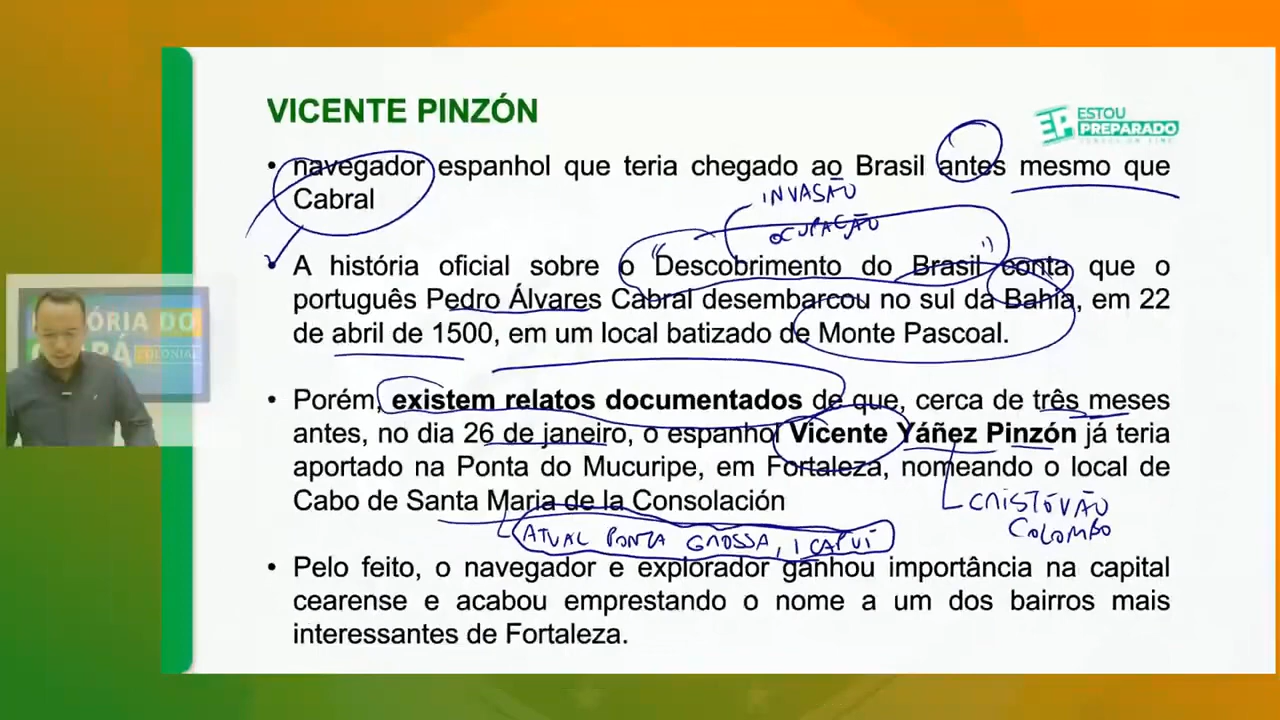 VICENTE PINZÓN
ESTOU
PREPARADO
• navegador espanhol que teria chegado ao Brasil antes mesmo que
Cabral
INVASÃO
OCUPAÇÃO
A história oficial sobre o "Descobrimento do Brasil" conta que o
português Pedro Álvares Cabral desembarcou no sul da Bahia, em 22
de abril de 1500, em um local batizado de Monte Pascoal.
• Porém, existem relatos documentados de que, cerca de três meses
antes, no dia 26 de janeiro, o espanhol Vicente Yáñez Pinzón já teria
aportado na Ponta do Mucuripe, em Fortaleza, nomeando o local de
Cabo de Santa Maria de la Consolación
CRISTÓVÃO
COLOMBO
ATUAL PONTA GROSSA, ICAPUÍ
• Pelo feito, o navegador e explorador ganhou importância na capital
cearense e acabou emprestando o nome a um dos bairros mais
interessantes de Fortaleza.
ÓRIA DO
COLONIAL